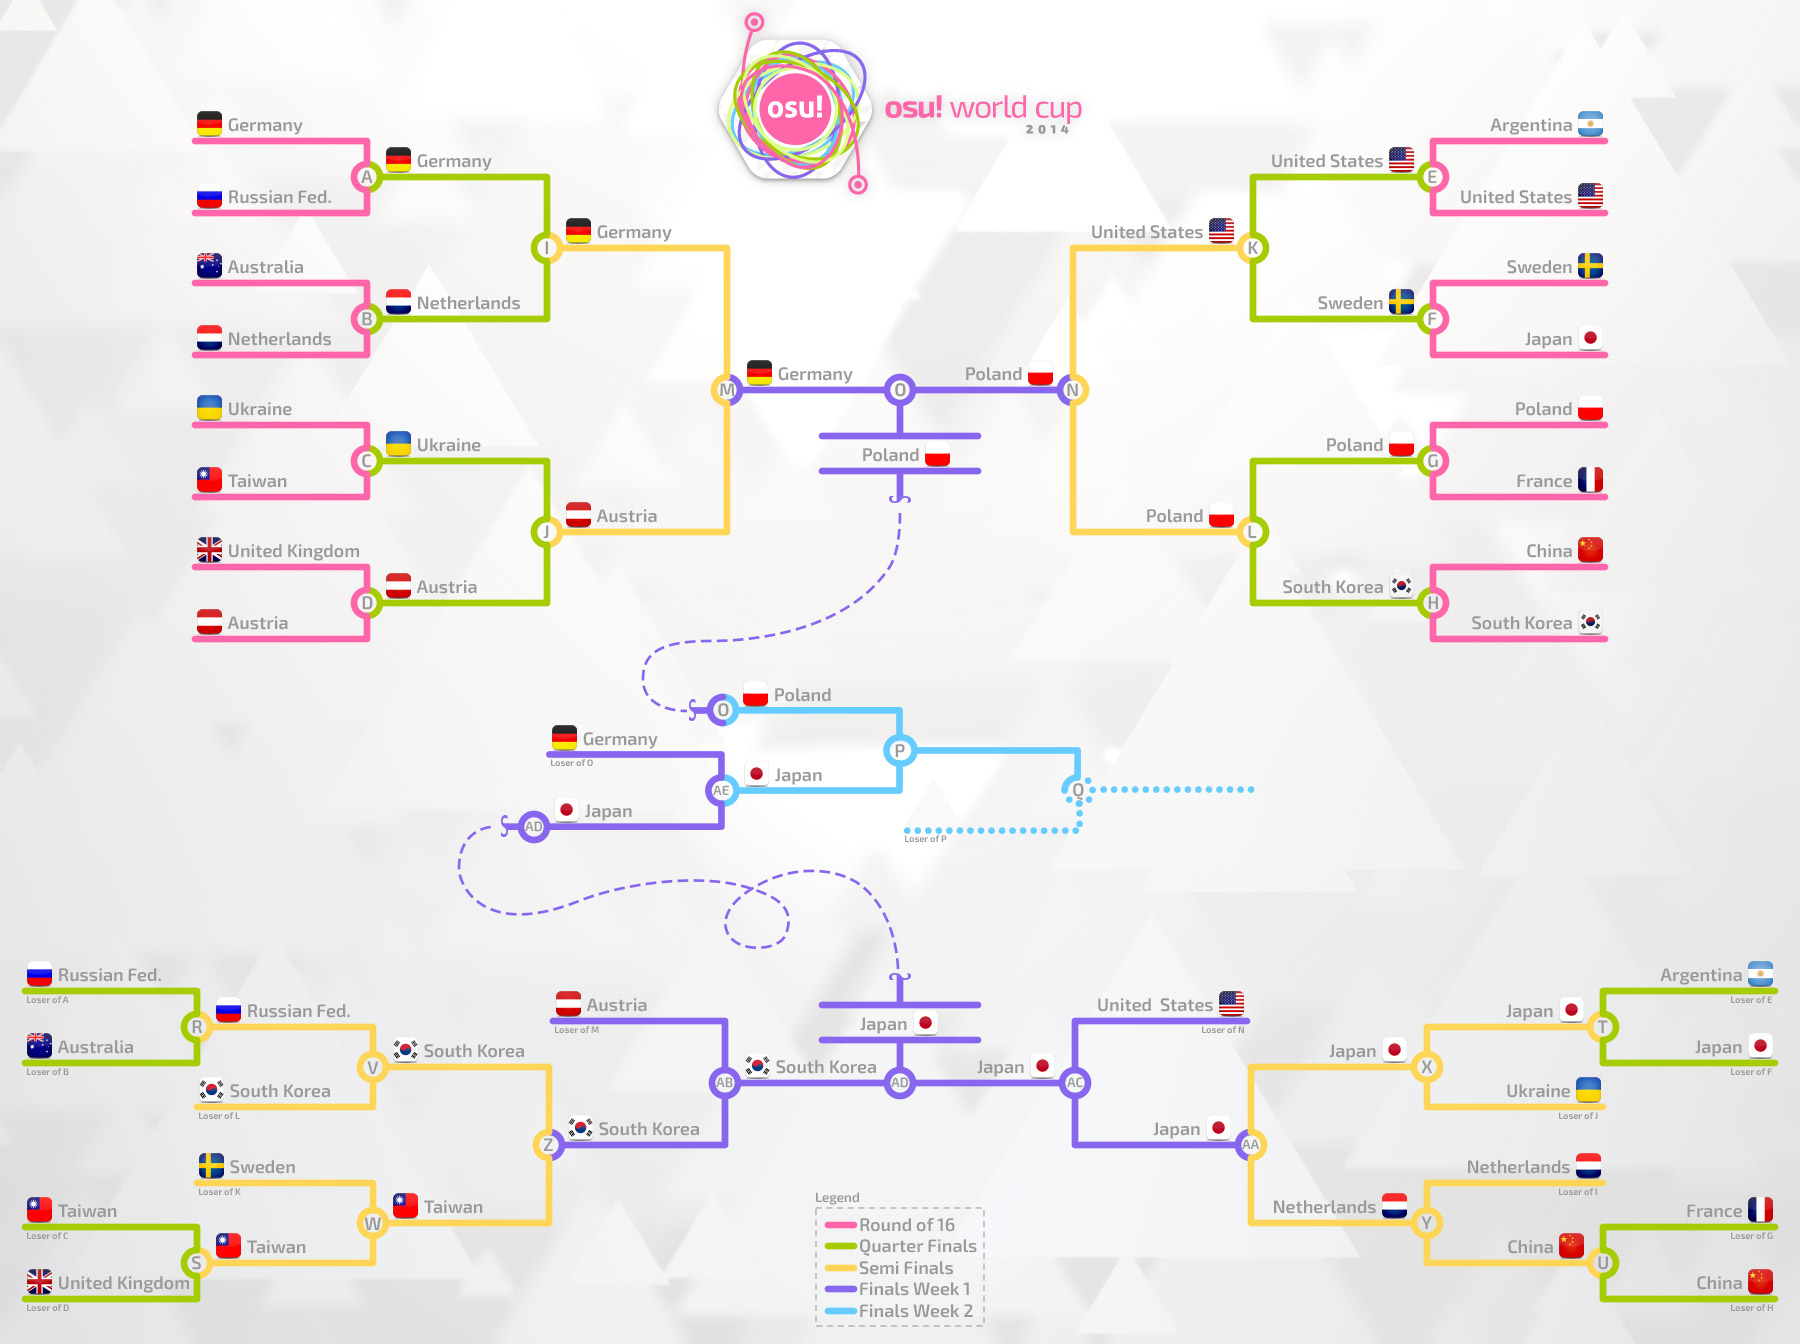 osu!
osu! world cup
2014
Germany
Russian Fed.
A
Germany
Australia
Netherlands
B
Netherlands
I
Germany
Ukraine
Taiwan
C
Ukraine
United Kingdom
Austria
D
Austria
J
Austria
M
Germany
O
Poland
Poland
N
United States
K
United States
E
Argentina
United States
Sweden
F
Sweden
Japan
Poland
L
Poland
G
Poland
France
South Korea
H
China
South Korea
O
Poland
Germany
Loser of O
AE
Japan
AD
Japan
P
Q
Loser of P
Russian Fed.
Loser of A
Australia
Loser of B
R
Russian Fed.
South Korea
Loser of L
V
South Korea
Sweden
Loser of K
Taiwan
Loser of C
United Kingdom
Loser of D
S
Taiwan
W
Taiwan
Z
South Korea
Austria
Loser of M
AB
South Korea
Japan
AD
Japan
AC
United States
Loser of N
Japan
AA
Japan
X
Japan
T
Argentina
Loser of E
Japan
Loser of F
Ukraine
Loser of J
Netherlands
Loser of I
Netherlands
Y
China
U
France
Loser of G
China
Loser of H
Legend
Round of 16
Quarter Finals
Semi Finals
Finals Week 1
Finals Week 2